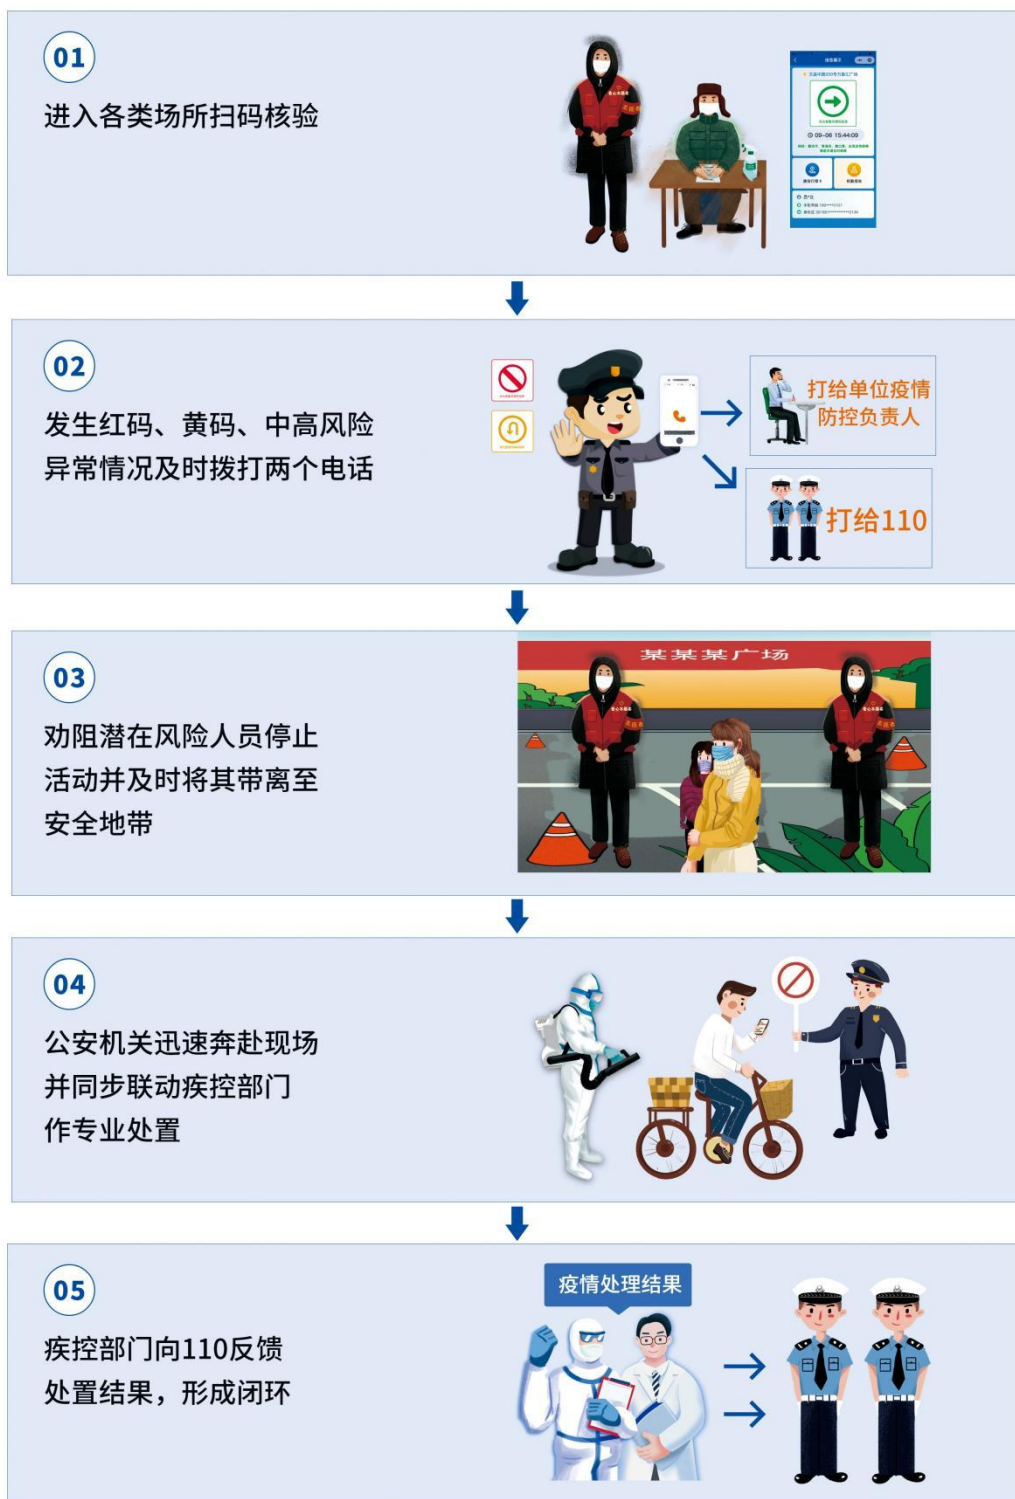 01
进入各类场所扫码核验
09-06 15:44:09
02
发生红码、黄码、中高风险
异常情况及时拨打两个电话
打给单位疫情
防控负责人
打给110
03
劝阻潜在风险人员停止
活动并及时将其带离至
安全地带
某某某广场
04
公安机关迅速奔赴现场
并同步联动疾控部门
作专业处置
05
疾控部门向110反馈
处置结果，形成闭环
疫情处理结果